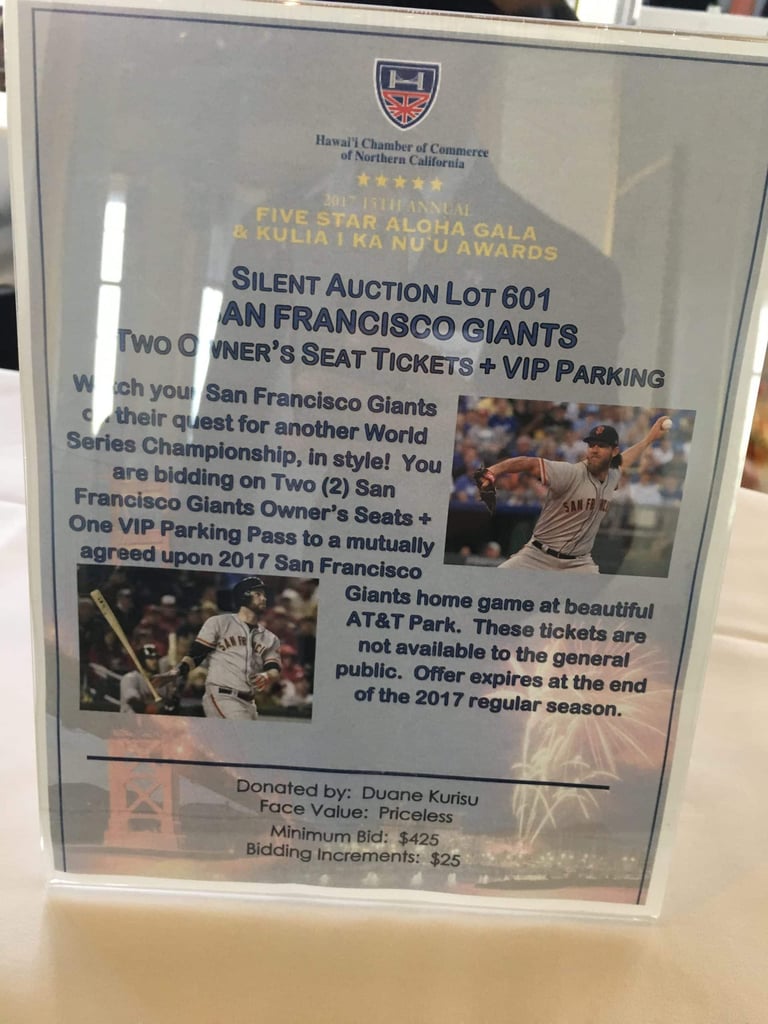 H
Hawai'i Chamber of Commerce
of Northern California
2017 15TH ANNUAL
FIVE STAR ALOHA GALA
& KULIA I KA NU'U AWARDS
SILENT AUCTION LOT 601
SAN FRANCISCO GIANTS
TWO OWNER'S SEAT TICKETS + VIP PARKING
Watch your San Francisco Giants
on their quest for another World
Series Championship, in style! You
are bidding on Two (2) San
Francisco Giants Owner's Seats +
One VIP Parking Pass to a mutually
agreed upon 2017 San Francisco
Giants home game at beautiful
AT&T Park. These tickets are
not available to the general
public. Offer expires at the end
of the 2017 regular season.
Donated by: Duane Kurisu
Face Value: Priceless
Minimum Bid: $425
Bidding Increments: $25